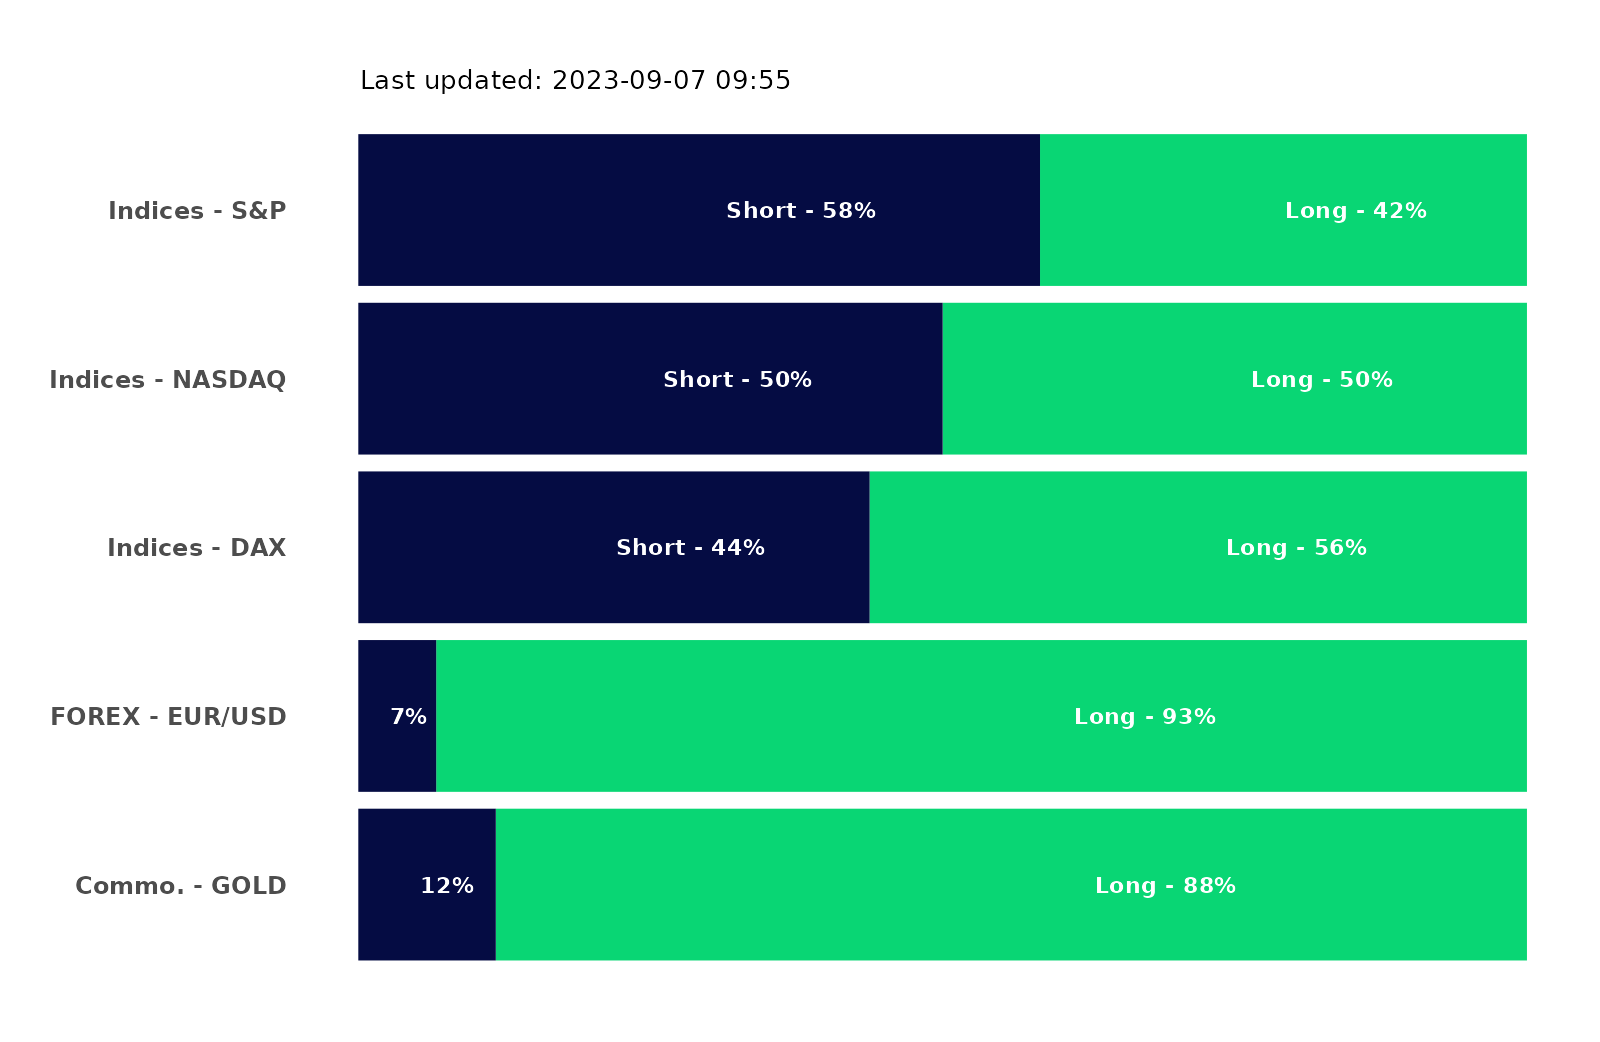 Last updated: 2023-09-07 09:55
Indices - S&P Short - 58% Long - 42%
Indices - NASDAQ Short - 50% Long - 50%
Indices - DAX Short - 44% Long - 56%
FOREX - EUR/USD 7% Long - 93%
Commo. - GOLD 12% Long - 88%